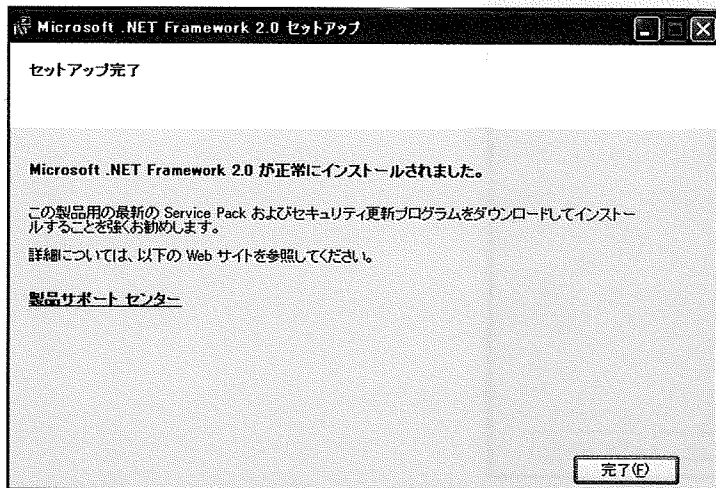 Microsoft .NET Framework 2.0 セットアップ
セットアップ完了
Microsoft .NET Framework 2.0 が正常にインストールされました。
この製品用の最新の Service Pack およびセキュリティ更新プログラムをダウンロードしてインストー
ルすることを強くお勧めします。
詳細については、以下の Web サイトを参照してください。
製品サポート センター
完了(F)